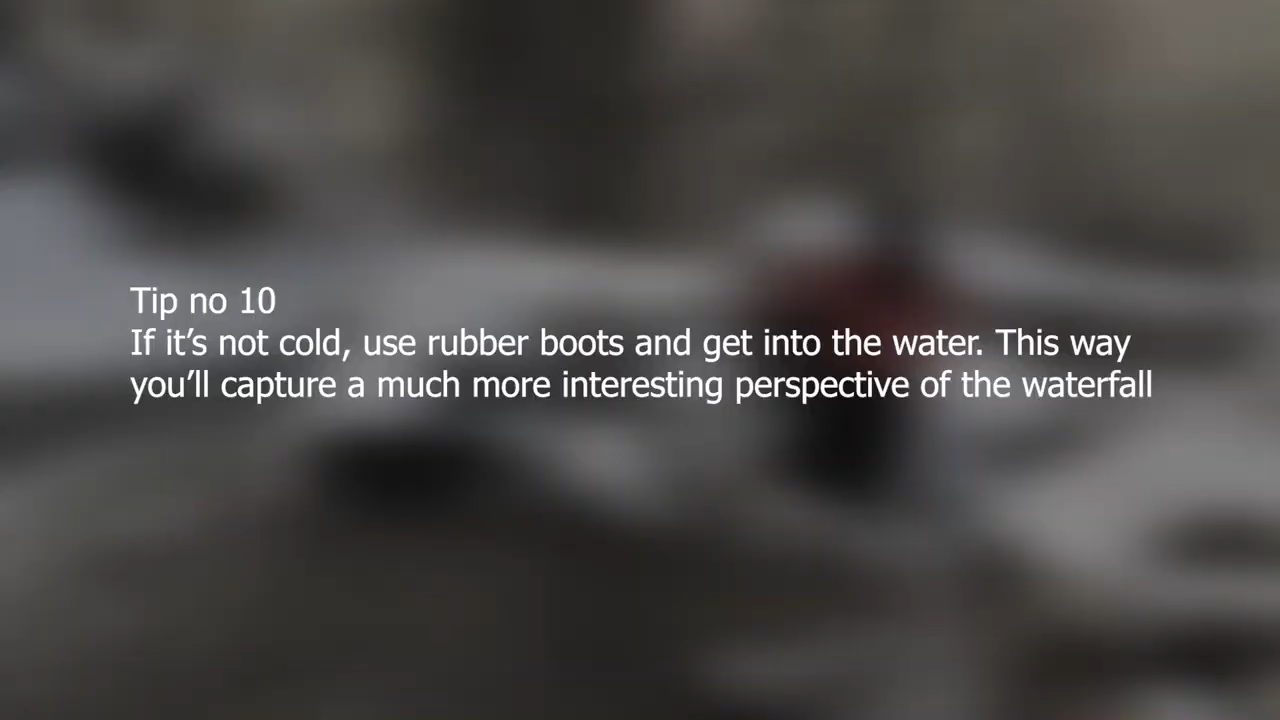 Tip no 10
If it’s not cold, use rubber boots and get into the water. This way
you’ll capture a much more interesting perspective of the waterfall